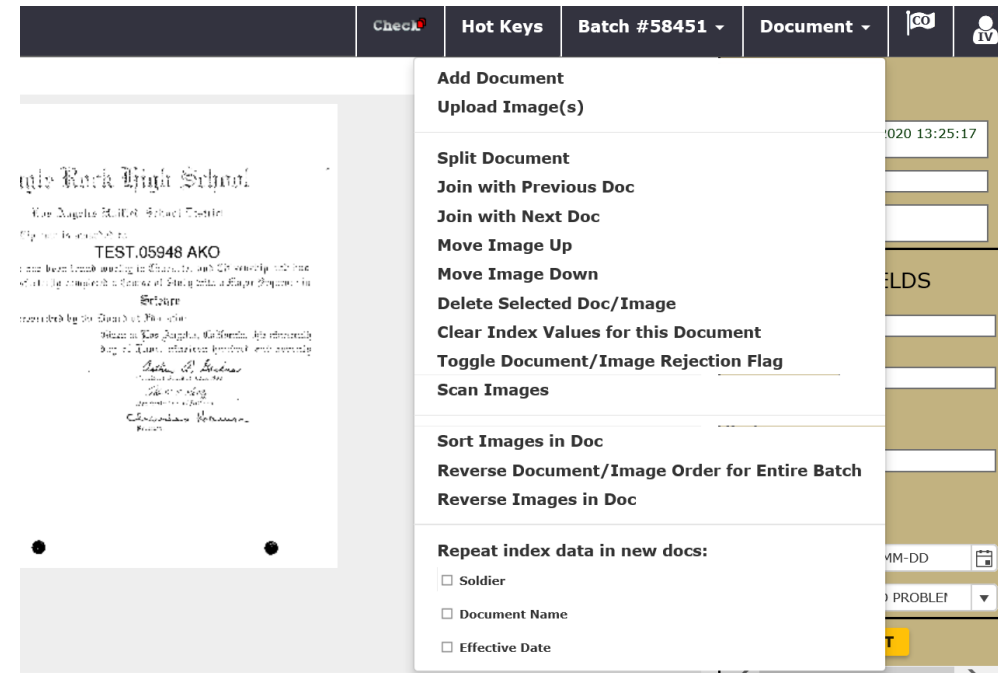 Check
Hot Keys
Batch #58451
Document
CO
IV
Add Document
Upload Image(s)
Split Document
Join with Previous Doc
Join with Next Doc
Move Image Up
Move Image Down
Delete Selected Doc/Image
Clear Index Values for this Document
Toggle Document/Image Rejection Flag
Scan Images
Sort Images in Doc
Reverse Document/Image Order for Entire Batch
Reverse Images in Doc
Repeat index data in new docs:
Soldier
Document Name
Effective Date
Rock High School
TEST.05948 AKO
Science
2020 13:25:17
ELDS
MM-DD
PROBLE
T